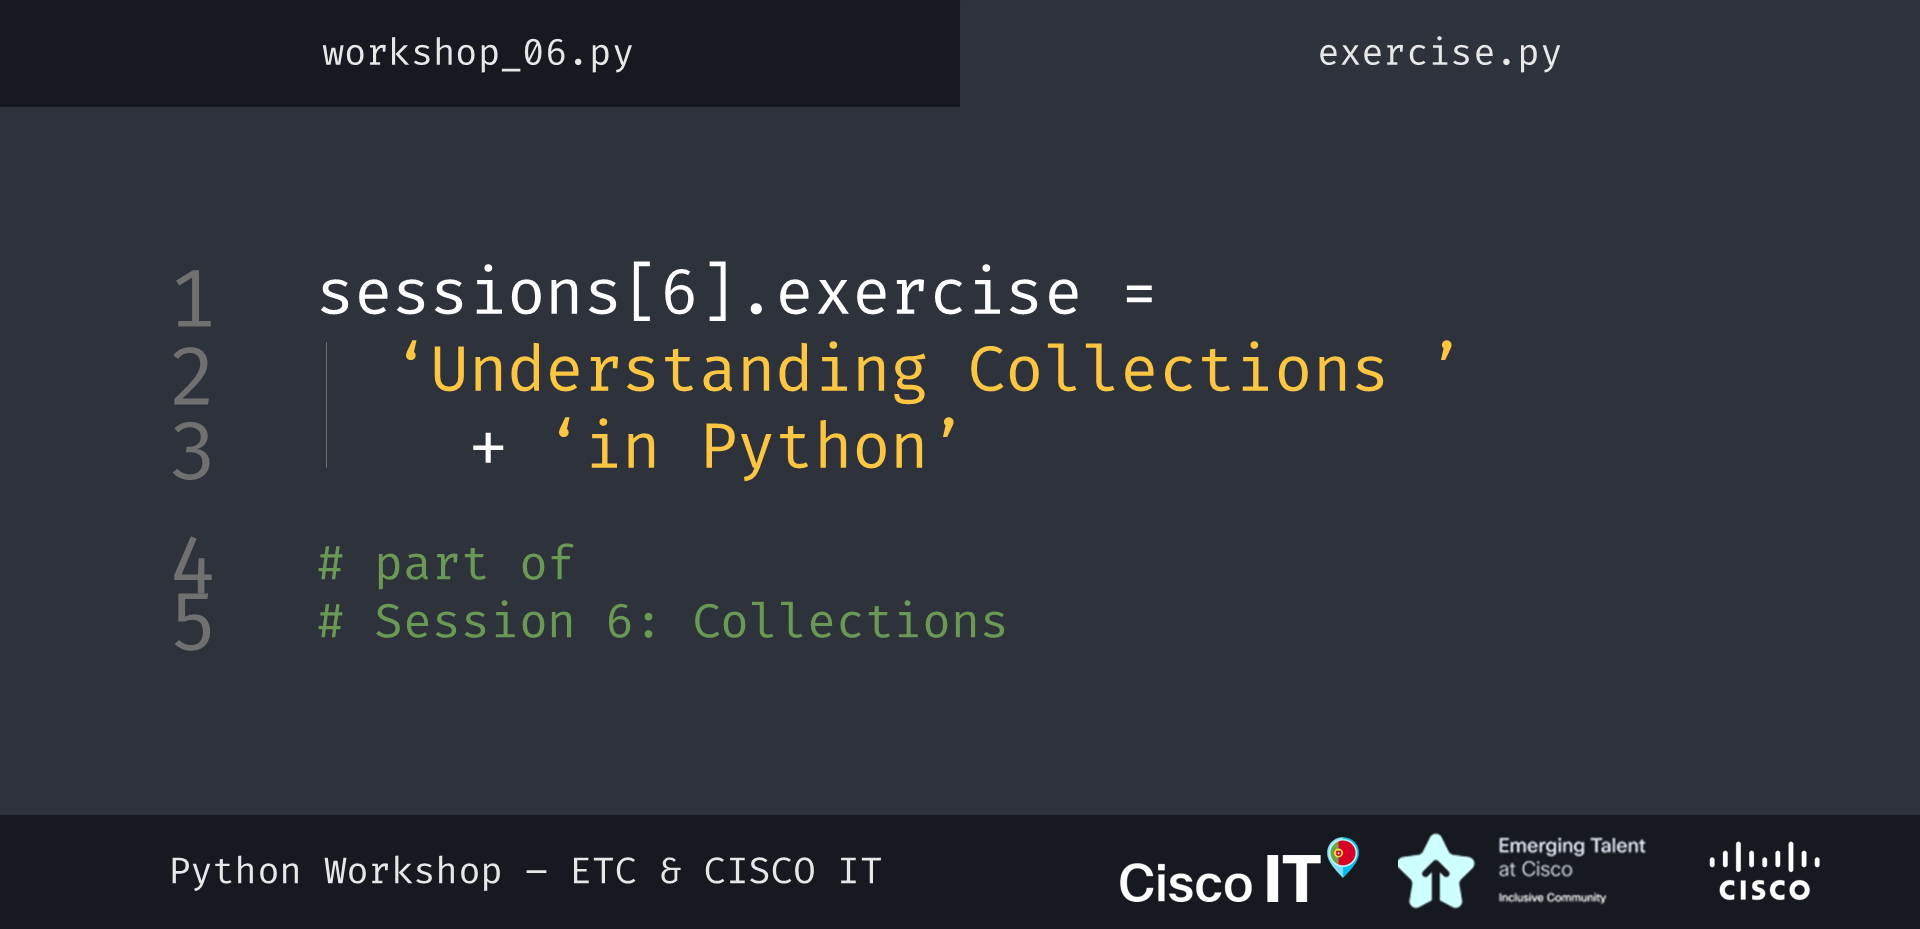 workshop_06.py
exercise.py
1 sessions[6].exercise =
2 ‘Understanding Collections ’
3 + ‘in Python’
4 # part of
5 # Session 6: Collections
Python Workshop – ETC & CISCO IT
Cisco IT
Emerging Talent
at Cisco
Inclusive Community
CISCO